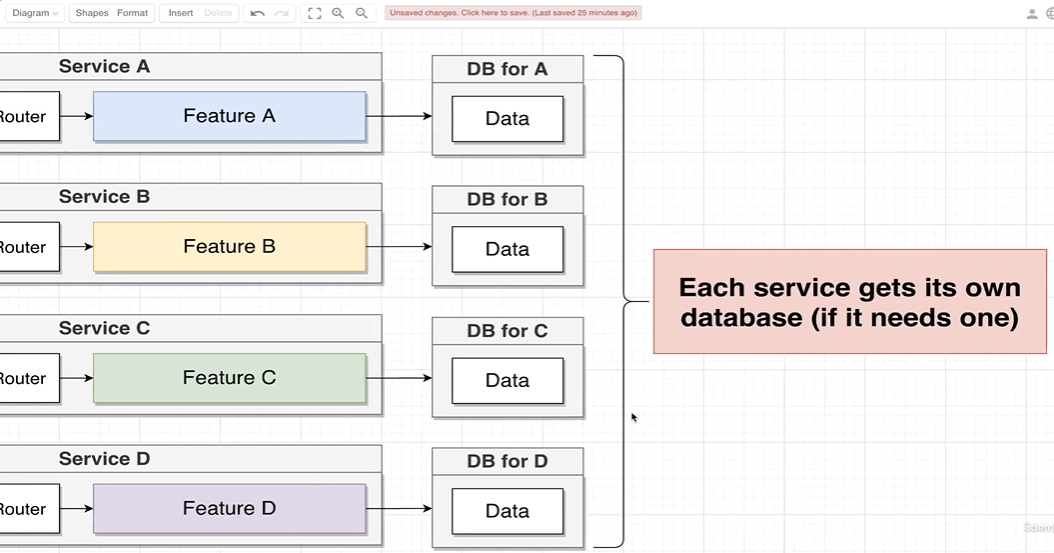 Diagram Shapes Format Insert Delete Unsaved changes. Click here to save. (Last saved 25 minutes ago)
Service A
DB for A
Router
Feature A
Data
Service B
DB for B
Router
Feature B
Data
Each service gets its own
database (if it needs one)
Service C
DB for C
Router
Feature C
Data
Service D
DB for D
Router
Feature D
Data